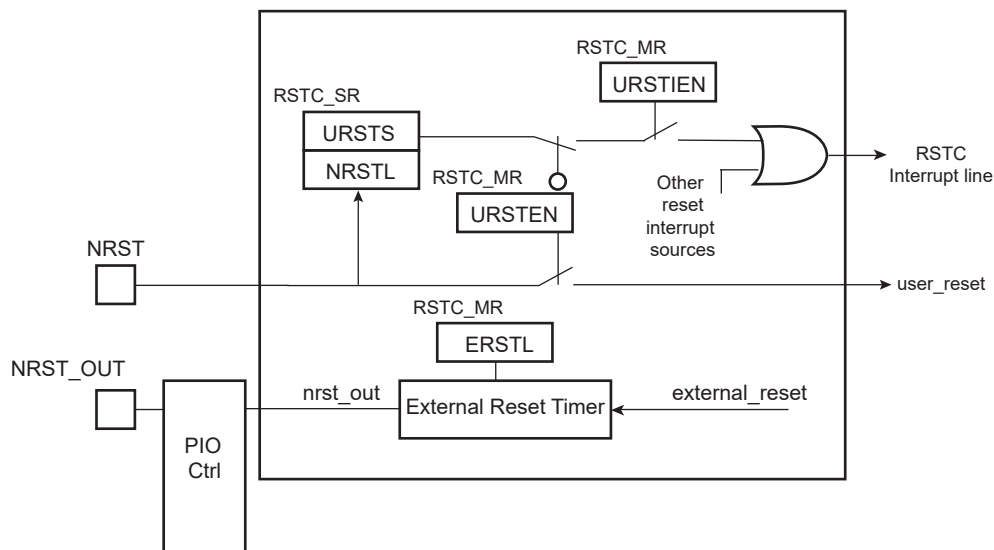 RSTC_MR
URSTIEN
RSTC_SR
URSTS
NRSTL
RSTC_MR
URSTEN
Other
reset
interrupt
sources
RSTC
Interrupt line
NRST
user_reset
RSTC_MR
ERSTL
NRST_OUT
nrst_out
External Reset Timer
external_reset
PIO
Ctrl